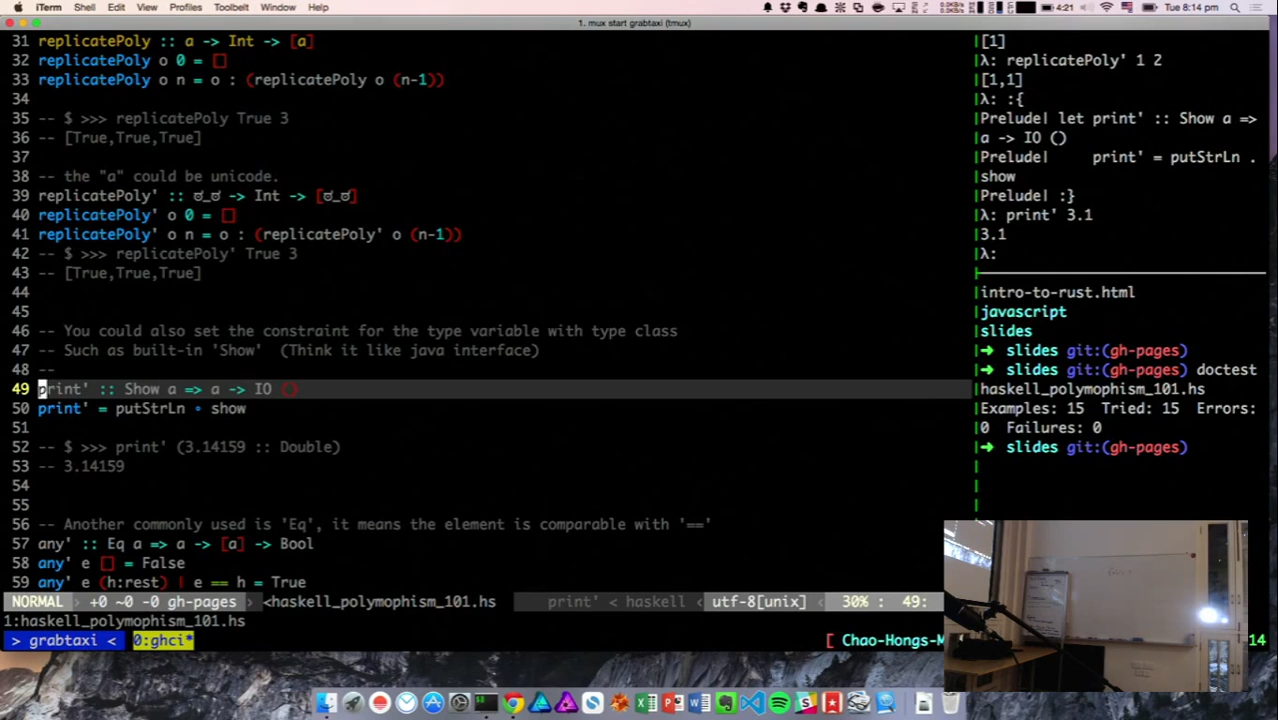 iTerm Shell Edit View Profiles Toolbelt Window Help
4:21 Tue 8:14 pm
1. mux start grabtaxi (tmux)
31 replicatePoly :: a -> Int -> [a]
32 replicatePoly o 0 = []
33 replicatePoly o n = o : (replicatePoly o (n-1))
34
35 -- $ >>> replicatePoly True 3
36 -- [True,True,True]
37
38 -- the "a" could be unicode.
39 replicatePoly' :: ಠ_ಠ -> Int -> [ಠ_ಠ]
40 replicatePoly' o 0 = []
41 replicatePoly' o n = o : (replicatePoly' o (n-1))
42 -- $ >>> replicatePoly' True 3
43 -- [True,True,True]
44
45
46 -- You could also set the constraint for the type variable with type class
47 -- Such as built-in 'Show'  (Think it like java interface)
48 --
49 print' :: Show a => a -> IO ()
50 print' = putStrLn ∘ show
51
52 -- $ >>> print' (3.14159 :: Double)
53 -- 3.14159
54
55
56 -- Another commonly used is 'Eq', it means the element is comparable with '=='
57 any' :: Eq a => a -> [a] -> Bool
58 any' e [] = False
59 any' e (h:rest) | e == h = True
NORMAL › +0 ~0 -0 gh-pages › <haskell_polymophism_101.hs print' < haskell < utf-8[unix] < 30% : 49:
1:haskell_polymophism_101.hs
> grabtaxi < 0:ghci* [ Chao-Hongs-M 14
[1]
λ: replicatePoly' 1 2
[1,1]
λ: :{
Prelude| let print' :: Show a =>
a -> IO ()
Prelude|     print' = putStrLn .
show
Prelude| :}
λ: print' 3.1
3.1
λ:
intro-to-rust.html
javascript
slides
➜ slides git:(gh-pages)
➜ slides git:(gh-pages) doctest
haskell_polymophism_101.hs
Examples: 15  Tried: 15  Errors:
0  Failures: 0
➜ slides git:(gh-pages)